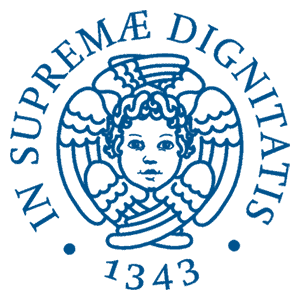 IN SUPREMÆ DIGNITATIS
1343